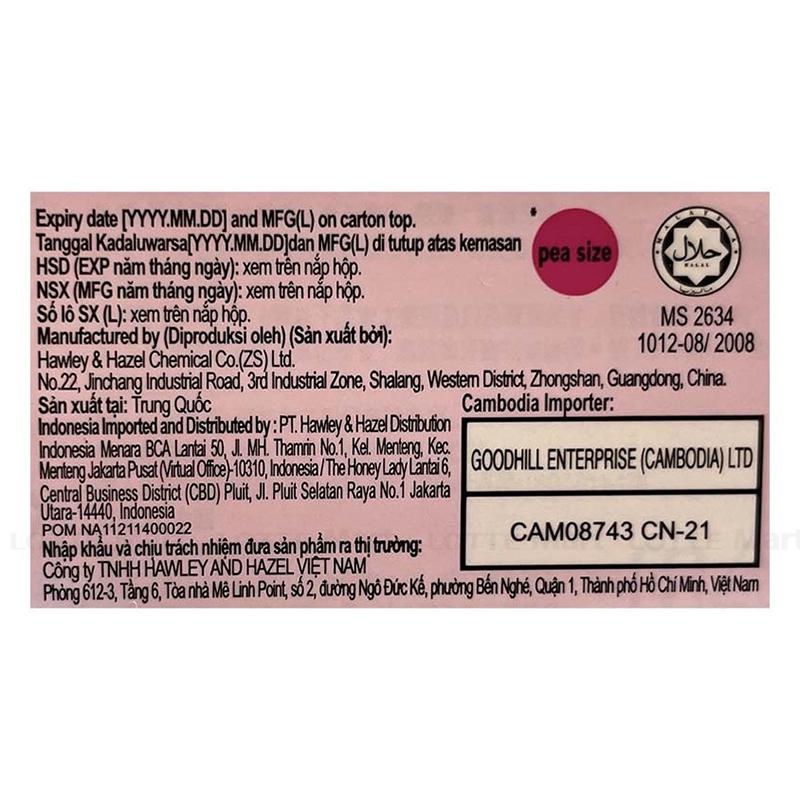 Expiry date [YYYY.MM.DD] and MFG(L) on carton top.
Tanggal Kadaluwarsa[YYYY.MM.DD]dan MFG(L) di tutup atas kemasan
HSD (EXP năm tháng ngày): xem trên nắp hộp.
NSX (MFG năm tháng ngày): xem trên nắp hộp.
Số lô SX (L): xem trên nắp hộp.
* pea size
MALAYSIA
حلال
HALAL
ماليزيا
MS 2634
1012-08/ 2008
Manufactured by (Diproduksi oleh) (Sản xuất bởi):
Hawley & Hazel Chemical Co.(ZS) Ltd.
No.22, Jinchang Industrial Road, 3rd Industrial Zone, Shalang, Western District, Zhongshan, Guangdong, China.
Sản xuất tại: Trung Quốc
Indonesia Imported and Distributed by : PT. Hawley & Hazel Distribution
Indonesia Menara BCA Lantai 50, Jl. MH. Thamrin No.1, Kel. Menteng, Kec.
Menteng Jakarta Pusat (Virtual Office)-10310, Indonesia / The Honey Lady Lantai 6,
Central Business District (CBD) Pluit, Jl. Pluit Selatan Raya No.1 Jakarta
Utara-14440, Indonesia
POM NA11211400022
Cambodia Importer:
GOODHILL ENTERPRISE (CAMBODIA) LTD
CAM08743 CN-21
Nhập khẩu và chịu trách nhiệm đưa sản phẩm ra thị trường:
Công ty TNHH HAWLEY AND HAZEL VIỆT NAM
Phòng 612-3, Tầng 6, Tòa nhà Mê Linh Point, số 2, đường Ngô Đức Kế, phường Bến Nghé, Quận 1, Thành phố Hồ Chí Minh, Việt Nam